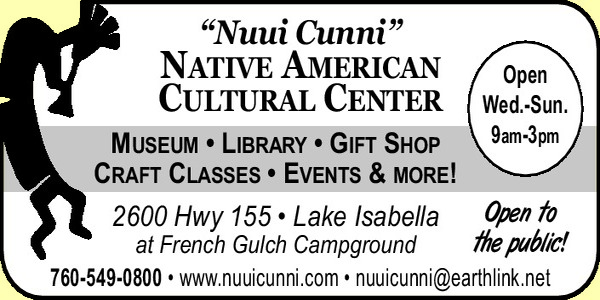 “Nuui Cunni”
NATIVE AMERICAN
CULTURAL CENTER
Open
Wed.-Sun.
9am-3pm
MUSEUM • LIBRARY • GIFT SHOP
CRAFT CLASSES • EVENTS & MORE!
2600 Hwy 155 • Lake Isabella
at French Gulch Campground
Open to
the public!
760-549-0800 • www.nuuicunni.com • nuuicunni@earthlink.net